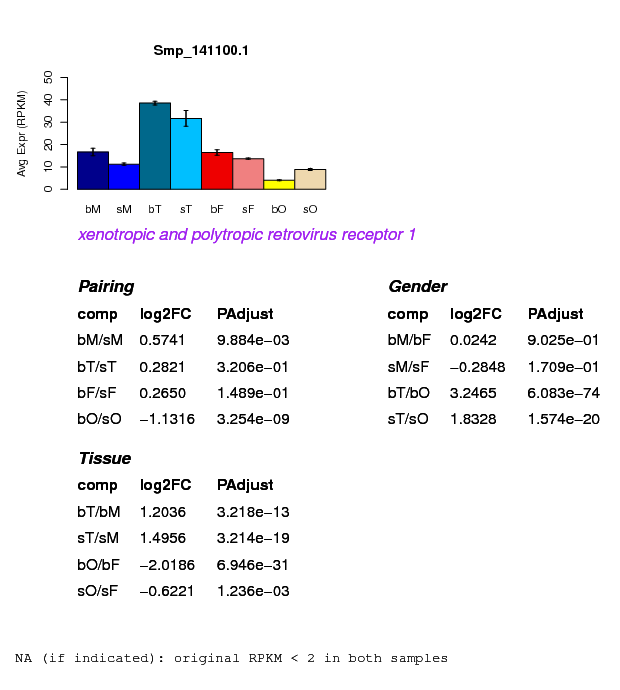 Smp_141100.1
Avg Expr (RPKM)
50
40
30
20
10
0
bM sM bT sT bF sF bO sO
xenotropic and polytropic retrovirus receptor 1
Pairing
comp log2FC PAdjust
bM/sM 0.5741 9.884e−03
bT/sT 0.2821 3.206e−01
bF/sF 0.2650 1.489e−01
bO/sO −1.1316 3.254e−09
Gender
comp log2FC PAdjust
bM/bF 0.0242 9.025e−01
sM/sF −0.2848 1.709e−01
bT/bO 3.2465 6.083e−74
sT/sO 1.8328 1.574e−20
Tissue
comp log2FC PAdjust
bT/bM 1.2036 3.218e−13
sT/sM 1.4956 3.214e−19
bO/bF −2.0186 6.946e−31
sO/sF −0.6221 1.236e−03
NA (if indicated): original RPKM < 2 in both samples